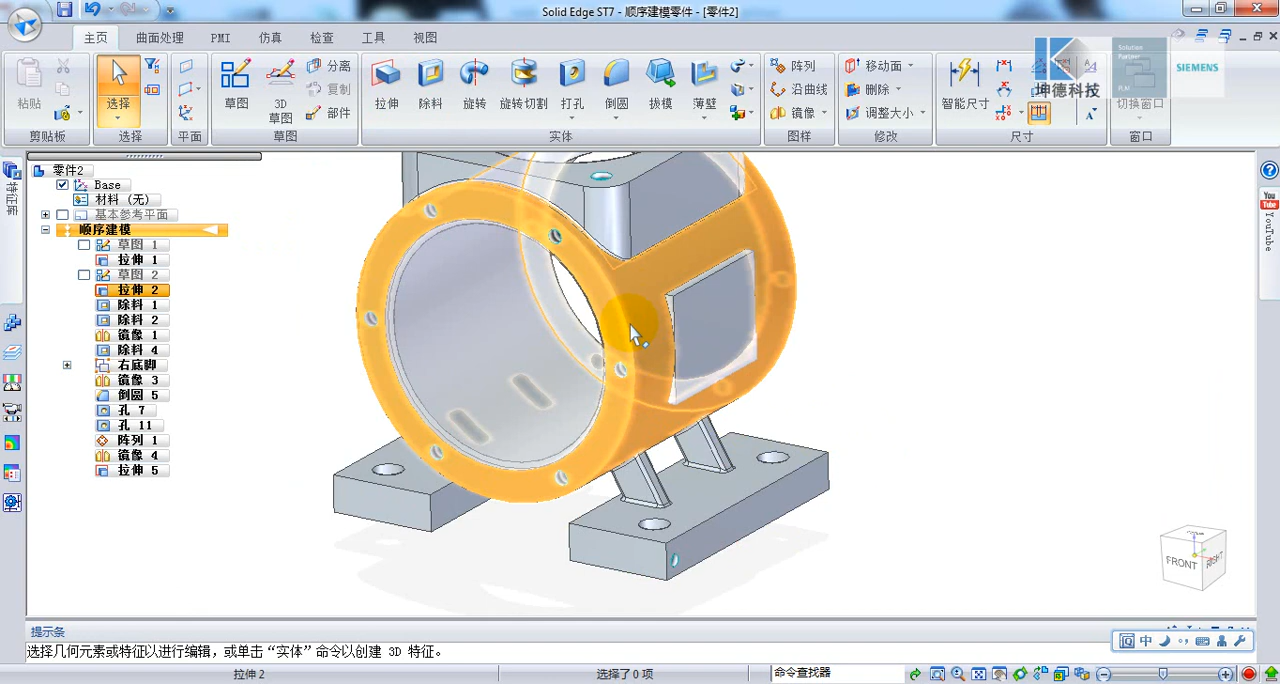 Solid Edge ST7 - 顺序建模零件 - [零件2]
主页 曲面处理 PMI 仿真 检查 工具 视图
粘贴
剪贴板
选择
选择
平面
草图
3D
草图
分离
复制
部件
草图
拉伸
除料
旋转
旋转切割
打孔
倒圆
拔模
薄壁
实体
阵列
沿曲线
镜像
图样
移动面
删除
调整大小
修改
智能尺寸
尺寸
切换窗口
窗口
坤德科技
Solution
Partner
PLM
SIEMENS
特征库
零件2
Base
材料 (无)
基本参考平面
顺序建模
草图 1
拉伸 1
草图 2
拉伸 2
除料 1
除料 2
镜像 1
除料 4
右底脚
镜像 3
倒圆 5
孔 7
孔 11
阵列 1
镜像 4
拉伸 5
You
Tube
YouTube
FRONT
RIGHT
提示条
选择几何元素或特征以进行编辑，或单击“实体”命令以创建 3D 特征。
中
拉伸 2
选择了 0 项
命令查找器